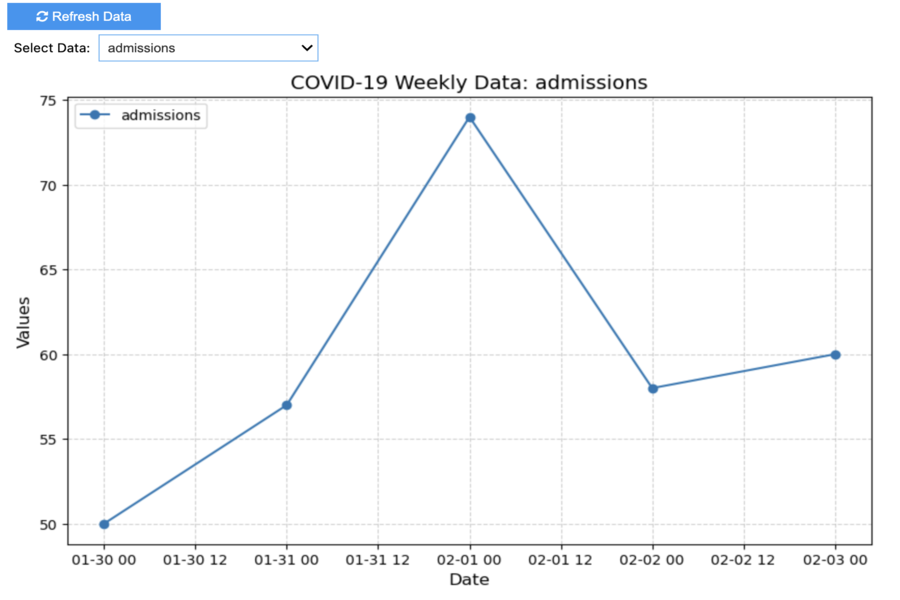 Refresh Data
Select Data: admissions
COVID-19 Weekly Data: admissions
admissions
75
70
65
60
55
50
Values
01-30 00 01-30 12 01-31 00 01-31 12 02-01 00 02-01 12 02-02 00 02-02 12 02-03 00
Date